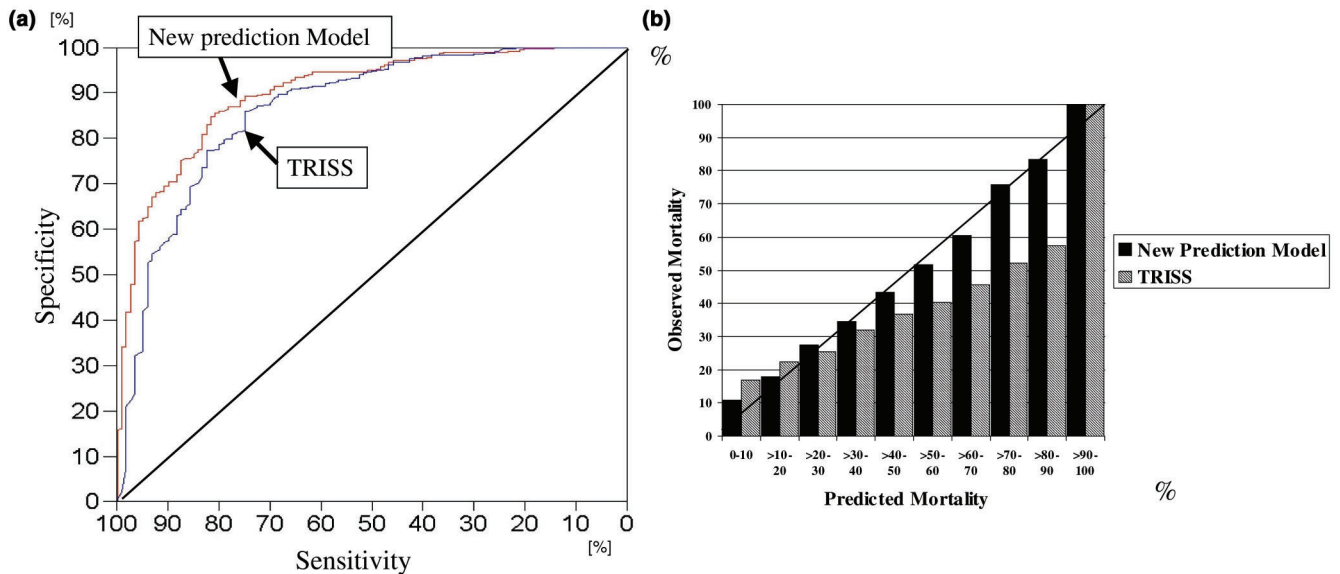 (a)
[%]
New prediction Model
100
90
80
70
60
50
40
30
20
10
0
Specificity
TRISS
100 90 80 70 60 50 40 30 20 10 0
[%]
Sensitivity
(b)
%
100
90
80
70
60
50
40
30
20
10
0
Observed Mortality
0-10 >10- >20- >30- >40- >50- >60- >70- >80- >90-
20 30 40 50 60 70 80 90 100
Predicted Mortality
%
New Prediction Model
TRISS